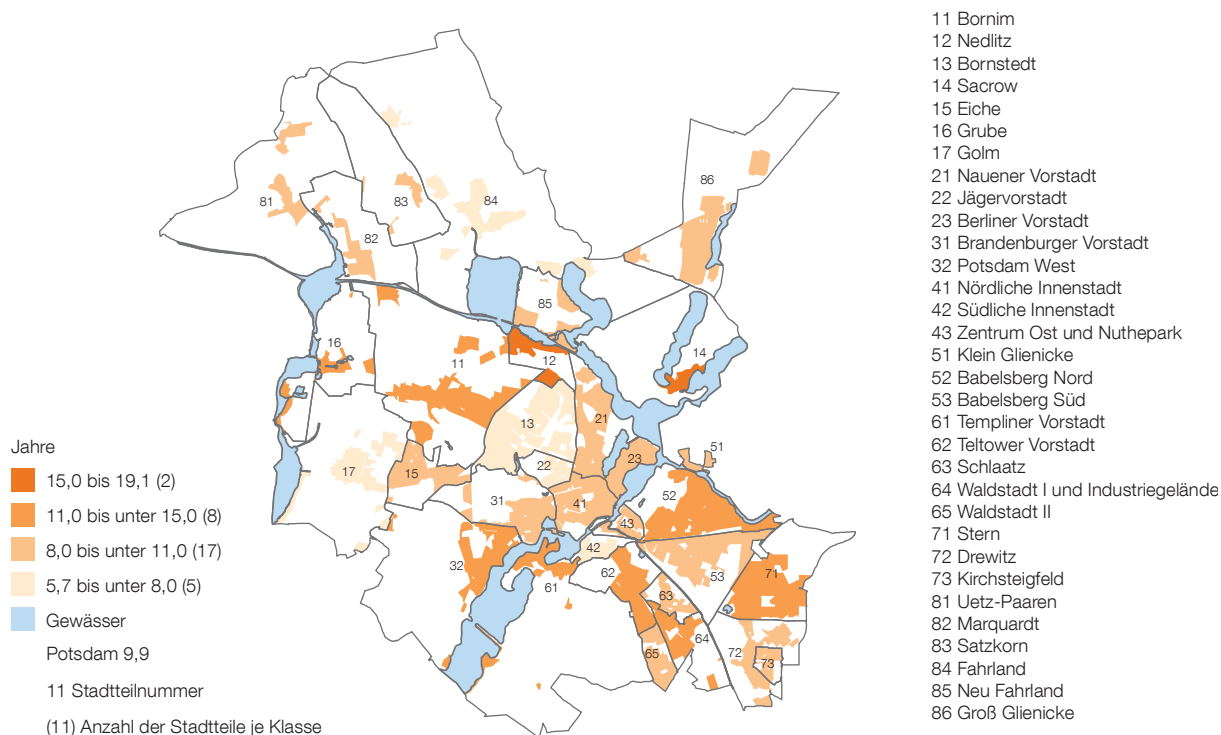 11 Bornim
12 Nedlitz
13 Bornstedt
14 Sacrow
15 Eiche
16 Grube
17 Golm
21 Nauener Vorstadt
22 Jägervorstadt
23 Berliner Vorstadt
31 Brandenburger Vorstadt
32 Potsdam West
41 Nördliche Innenstadt
42 Südliche Innenstadt
43 Zentrum Ost und Nuthepark
51 Klein Glienicke
52 Babelsberg Nord
53 Babelsberg Süd
61 Templiner Vorstadt
62 Teltower Vorstadt
63 Schlaatz
64 Waldstadt I und Industriegelände
65 Waldstadt II
71 Stern
72 Drewitz
73 Kirchsteigfeld
81 Uetz-Paaren
82 Marquardt
83 Satzkorn
84 Fahrland
85 Neu Fahrland
86 Groß Glienicke
86
81
83
84
82
85
16
11
12
14
13
21
51
17
15
22
23
31
41
52
43
42
32
61
62
53
71
63
64
65
72
73
Jahre
15,0 bis 19,1 (2)
11,0 bis unter 15,0 (8)
8,0 bis unter 11,0 (17)
5,7 bis unter 8,0 (5)
Gewässer
Potsdam 9,9
11 Stadtteilnummer
(11) Anzahl der Stadtteile je Klasse